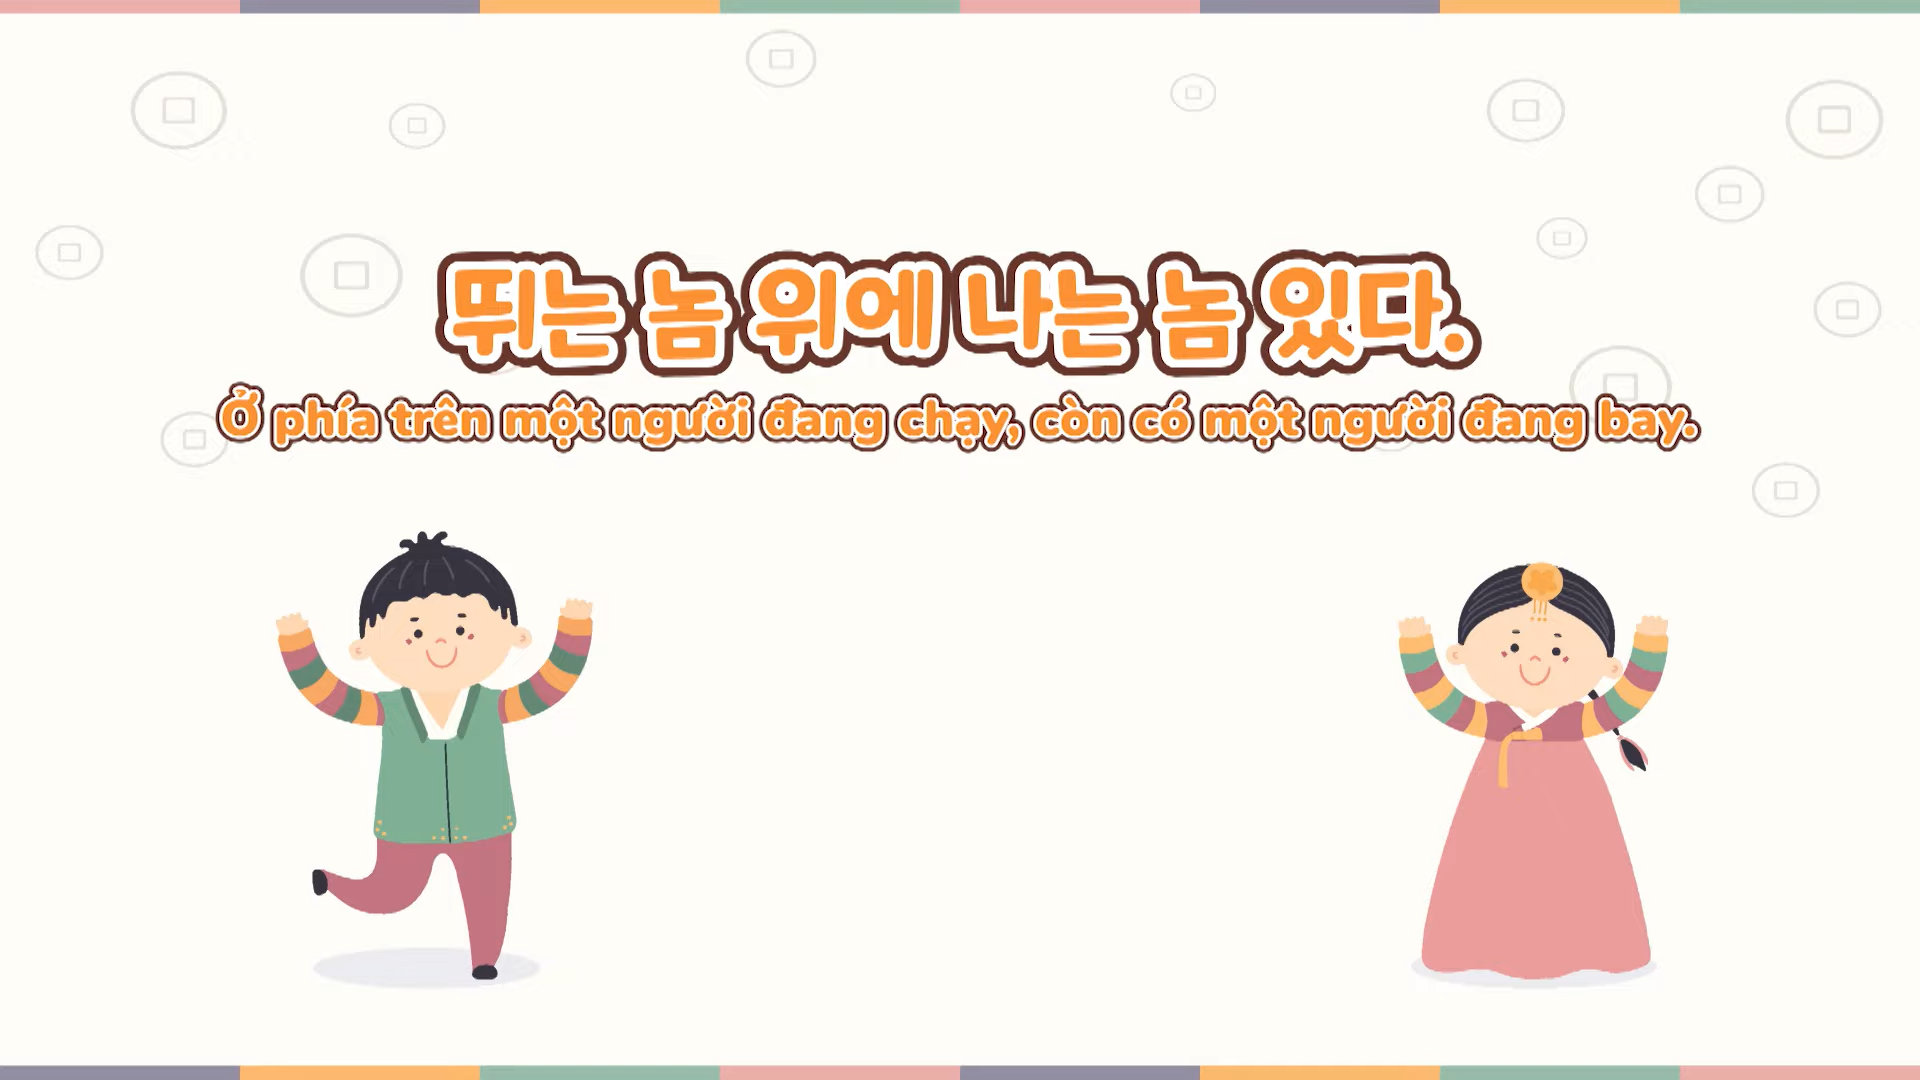 뛰는 놈 위에 나는 놈 있다.
Ở phía trên một người đang chạy, còn có một người đang bay.